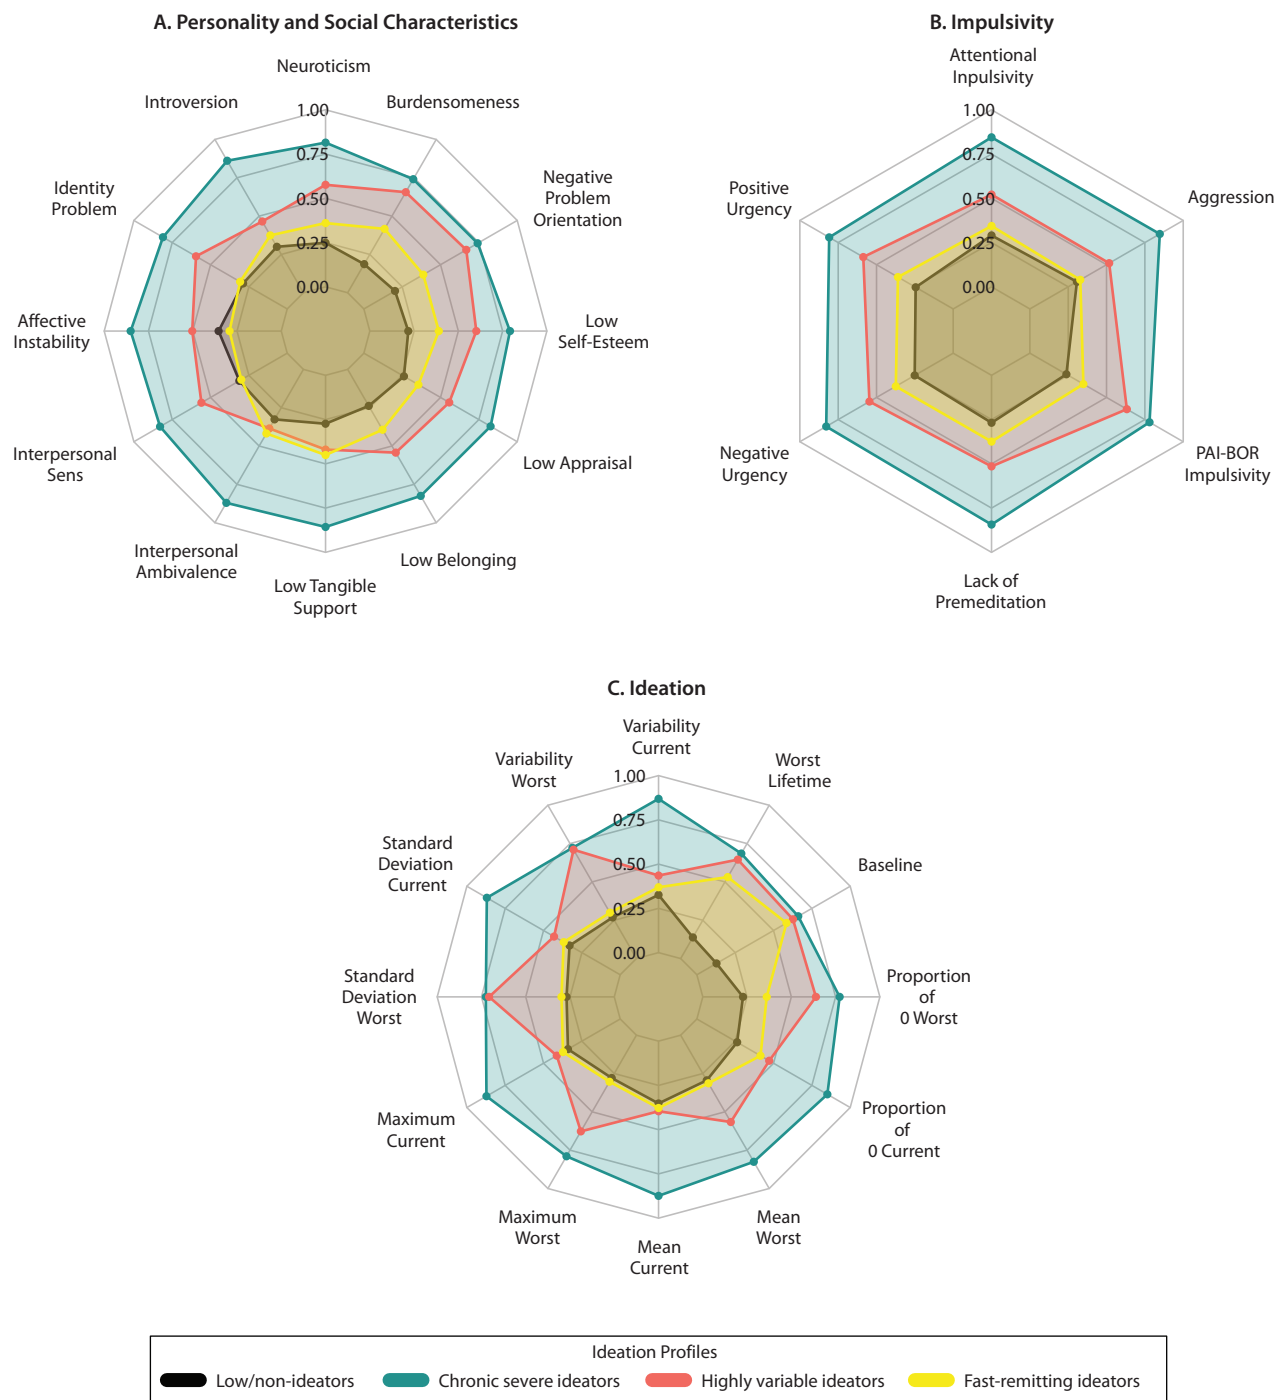 A. Personality and Social Characteristics
Neuroticism
Burdensomeness
Negative
Problem
Orientation
Low
Self-Esteem
Low Appraisal
Low Belonging
Low Tangible
Support
Interpersonal
Ambivalence
Interpersonal
Sens
Affective
Instability
Identity
Problem
Introversion
1.00
0.75
0.50
0.25
0.00
B. Impulsivity
Attentional
Inpulsivity
Aggression
PAI-BOR
Impulsivity
Lack of
Premeditation
Negative
Urgency
Positive
Urgency
1.00
0.75
0.50
0.25
0.00
C. Ideation
Variability
Current
Worst
Lifetime
Baseline
Proportion
of
0 Worst
Proportion
of
0 Current
Mean
Worst
Mean
Current
Maximum
Worst
Maximum
Current
Standard
Deviation
Worst
Standard
Deviation
Current
Variability
Worst
1.00
0.75
0.50
0.25
0.00
Ideation Profiles
Low/non-ideators
Chronic severe ideators
Highly variable ideators
Fast-remitting ideators